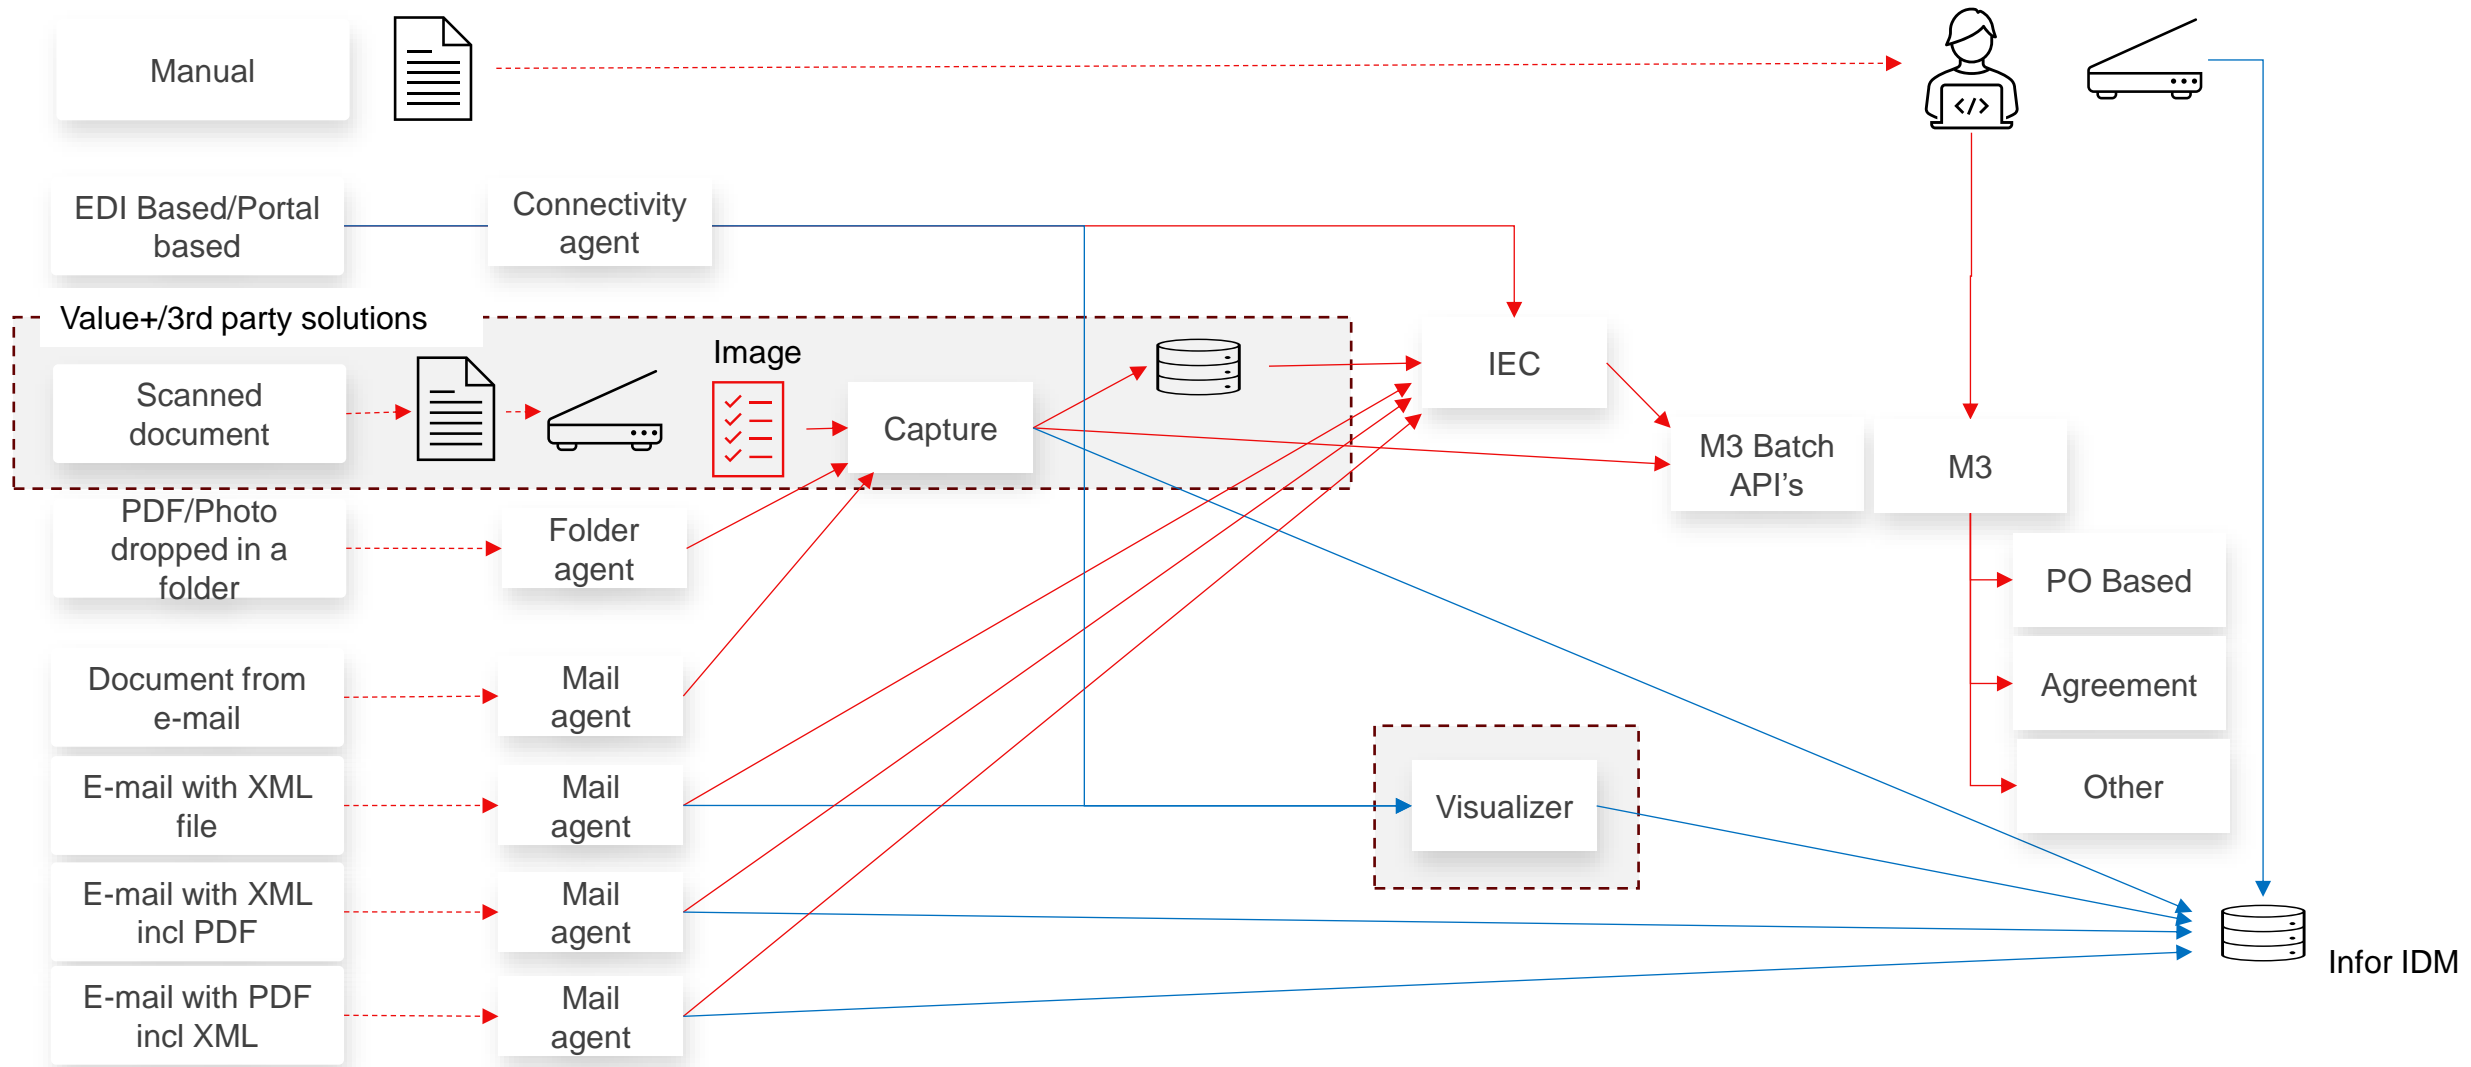 Manual
</>
EDI Based/Portal
based
Connectivity
agent
Value+/3rd party solutions
Scanned
document
Image
Capture
IEC
M3 Batch
API’s
M3
PDF/Photo
dropped in a
folder
Folder
agent
PO Based
Document from
e-mail
Mail
agent
Agreement
E-mail with XML
file
Mail
agent
Visualizer
Other
E-mail with XML
incl PDF
Mail
agent
Infor IDM
E-mail with PDF
incl XML
Mail
agent